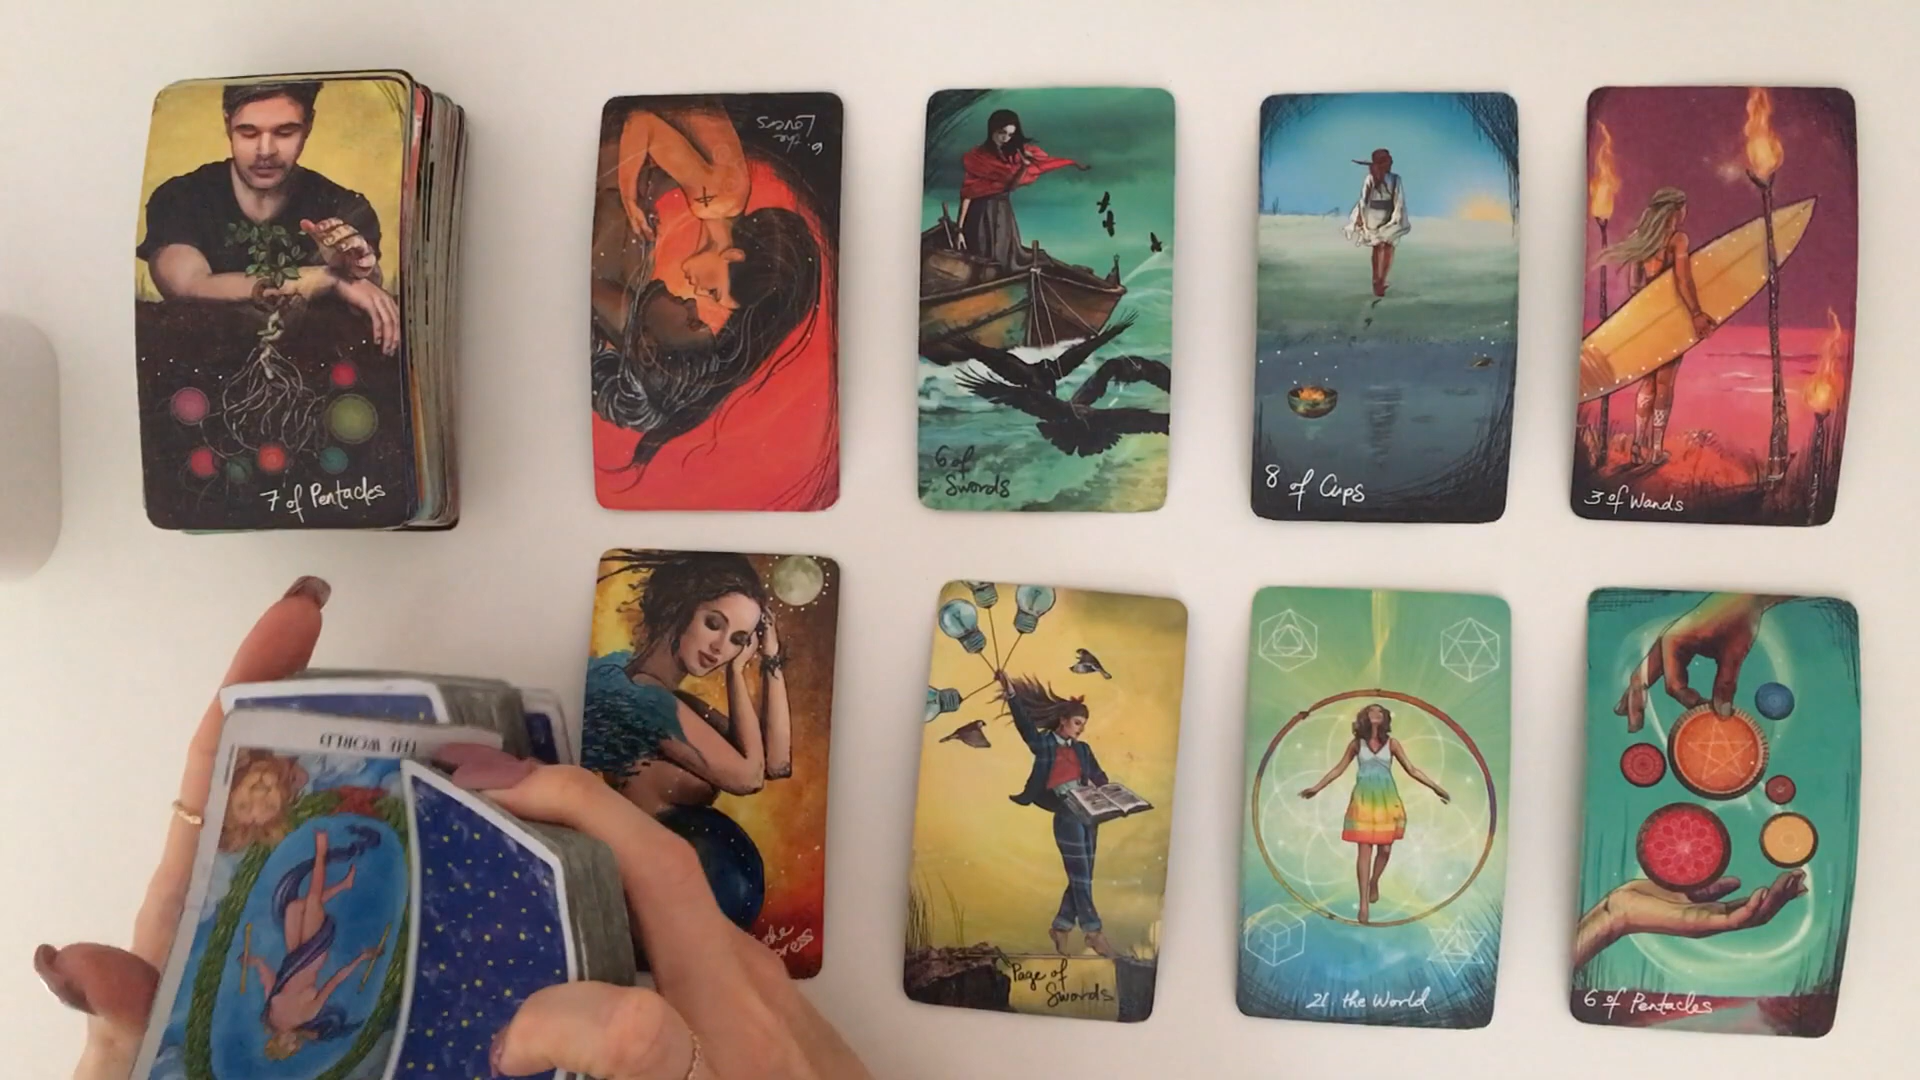 7 of Pentacles
6. the
Lovers
6 of
Swords
8 of Cups
3 of Wands
THE WORLD
the
Page of
Swords
21. the World
6 of Pentacles